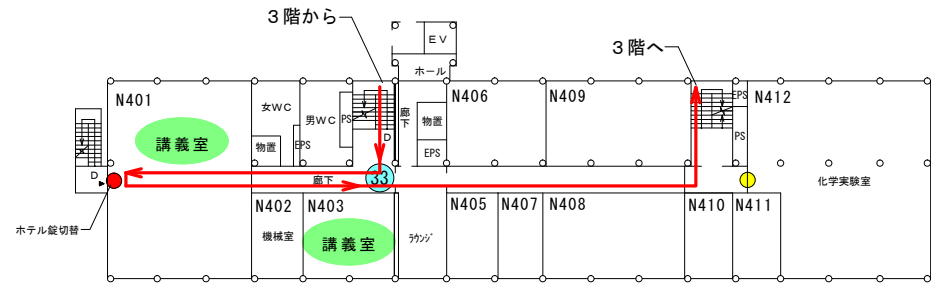 3階から
EV
3階へ
ホール
N401
女WC
男WC
PS
廊下
N406
N409
EPS
N412
物置
講義室
物置
EPS
D
EPS
PS
D
廊下
33
化学実験室
N402
N403
N405
N407
N408
N410
N411
ホテル錠切替
機械室
講義室
ラウンジ